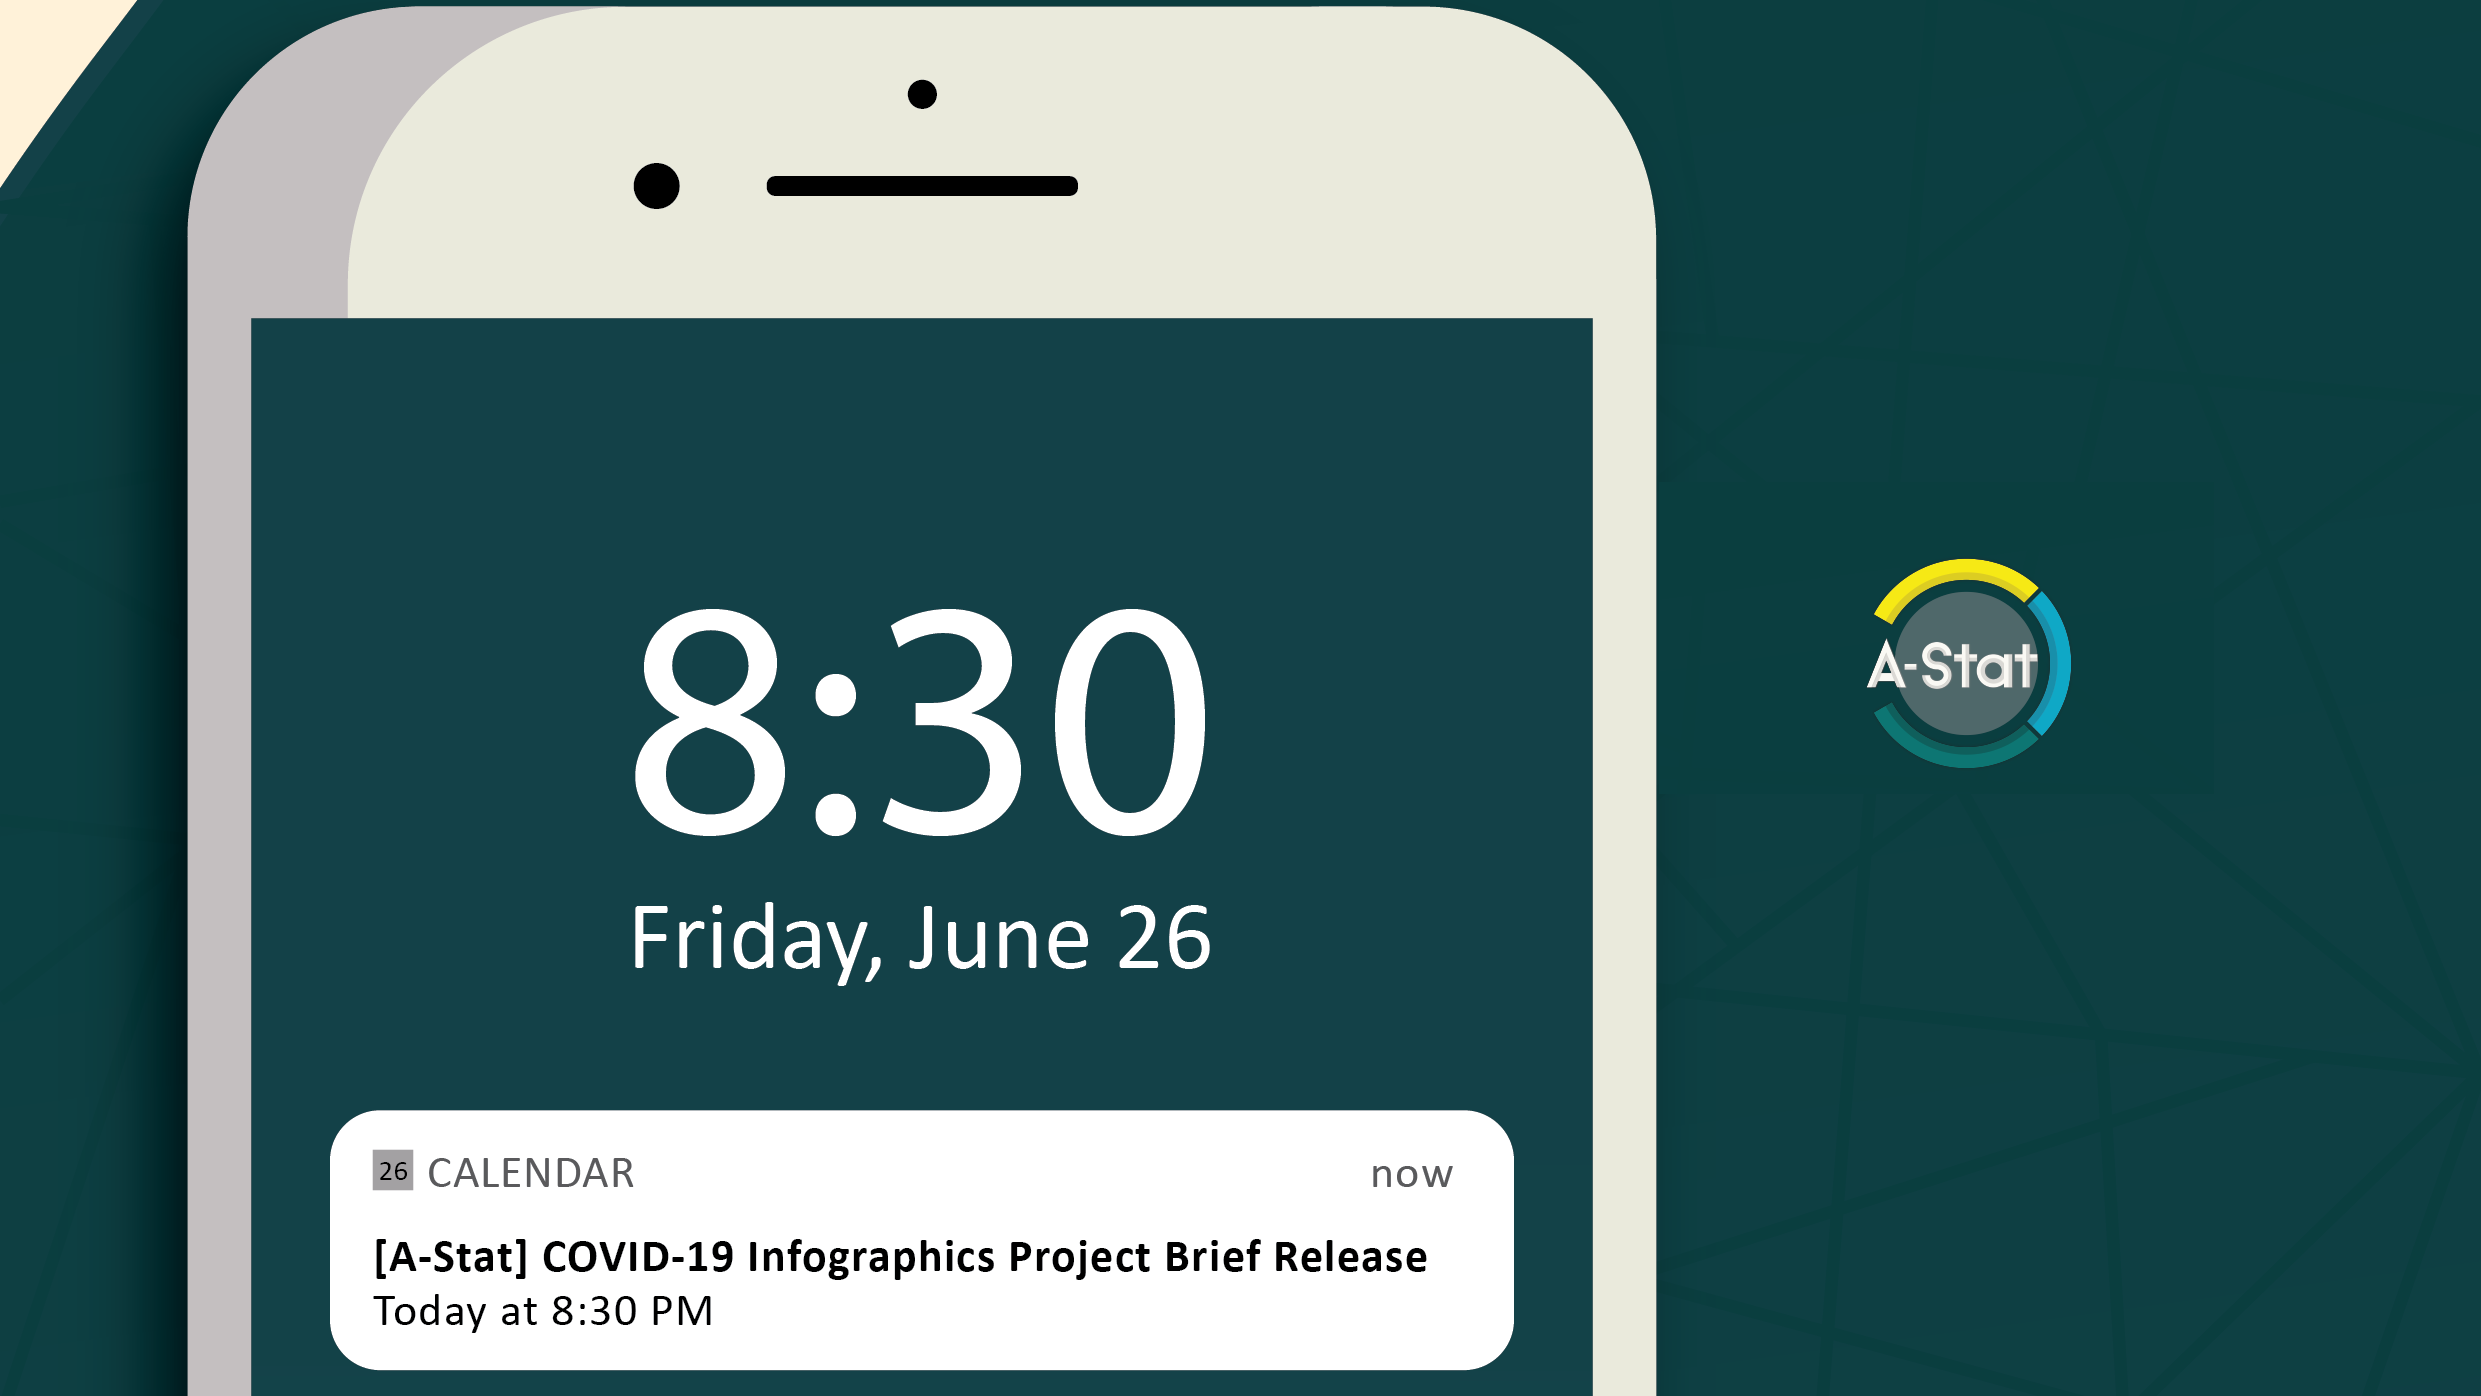 8:30
Friday, June 26
A-Stat
26 CALENDAR now
[A-Stat] COVID-19 Infographics Project Brief Release
Today at 8:30 PM